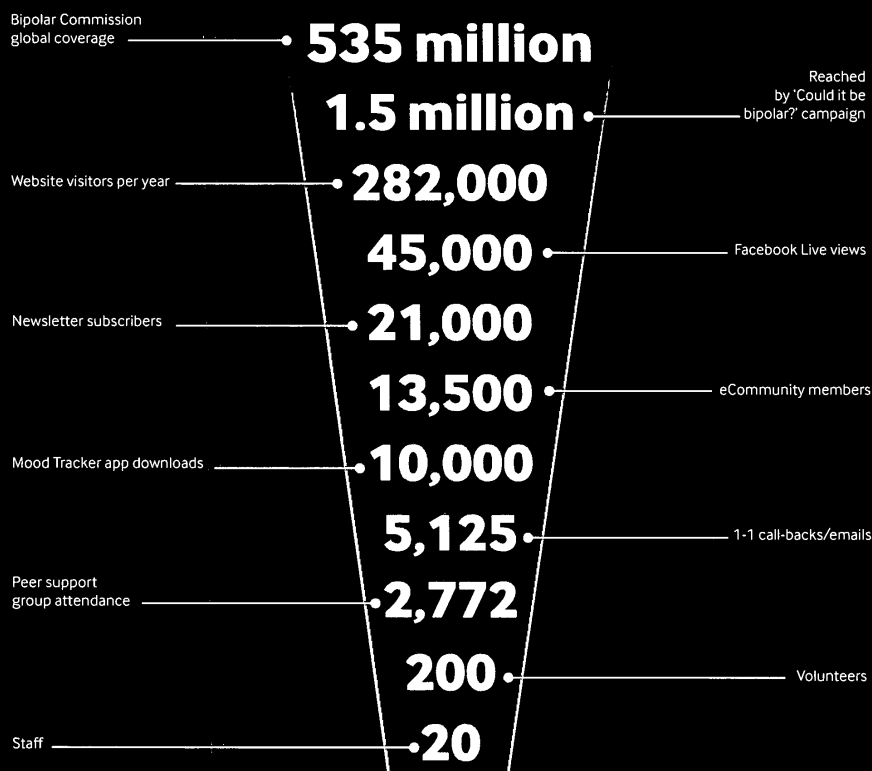 Bipolar Commission
global coverage
535 million
1.5 million
Reached
by 'Could it be
bipolar?' campaign
Website visitors per year
282,000
45,000
Facebook Live views
Newsletter subscribers
21,000
13,500
eCommunity members
Mood Tracker app downloads
10,000
5,125
1-1 call-backs/emails
Peer support
group attendance
2,772
200
Volunteers
Staff
20